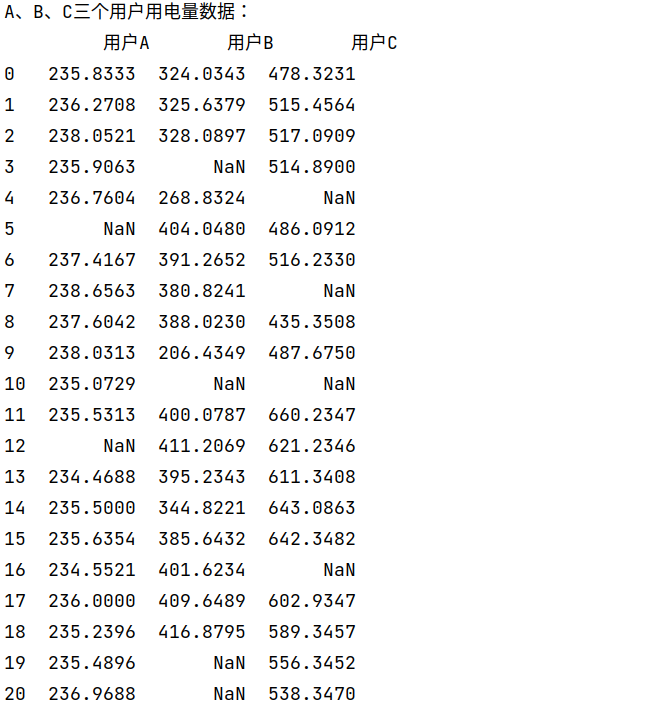 A、B、C三个用户用电量数据：
用户A 用户B 用户C
0 235.8333 324.0343 478.3231
1 236.2708 325.6379 515.4564
2 238.0521 328.0897 517.0909
3 235.9063 NaN 514.8900
4 236.7604 268.8324 NaN
5 NaN 404.0480 486.0912
6 237.4167 391.2652 516.2330
7 238.6563 380.8241 NaN
8 237.6042 388.0230 435.3508
9 238.0313 206.4349 487.6750
10 235.0729 NaN NaN
11 235.5313 400.0787 660.2347
12 NaN 411.2069 621.2346
13 234.4688 395.2343 611.3408
14 235.5000 344.8221 643.0863
15 235.6354 385.6432 642.3482
16 234.5521 401.6234 NaN
17 236.0000 409.6489 602.9347
18 235.2396 416.8795 589.3457
19 235.4896 NaN 556.3452
20 236.9688 NaN 538.3470